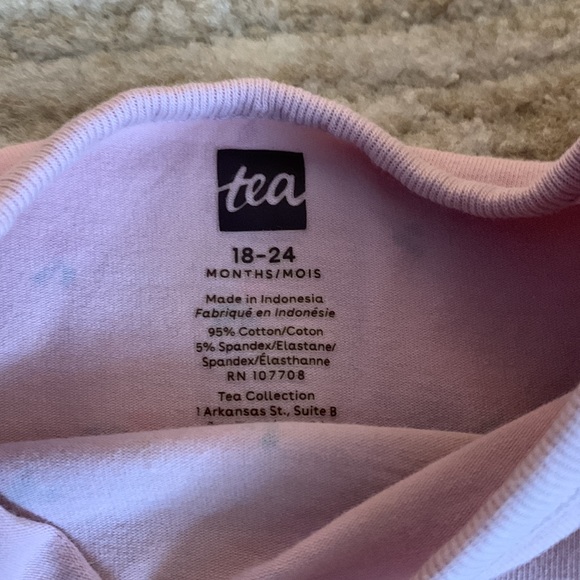 tea
18-24
MONTHS/MOIS
Made in Indonesia
Fabriqué en Indonésie
95% Cotton/Coton
5% Spandex/Elastane/
Spandex/Élasthanne
RN 107708
Tea Collection
1 Arkansas St., Suite B